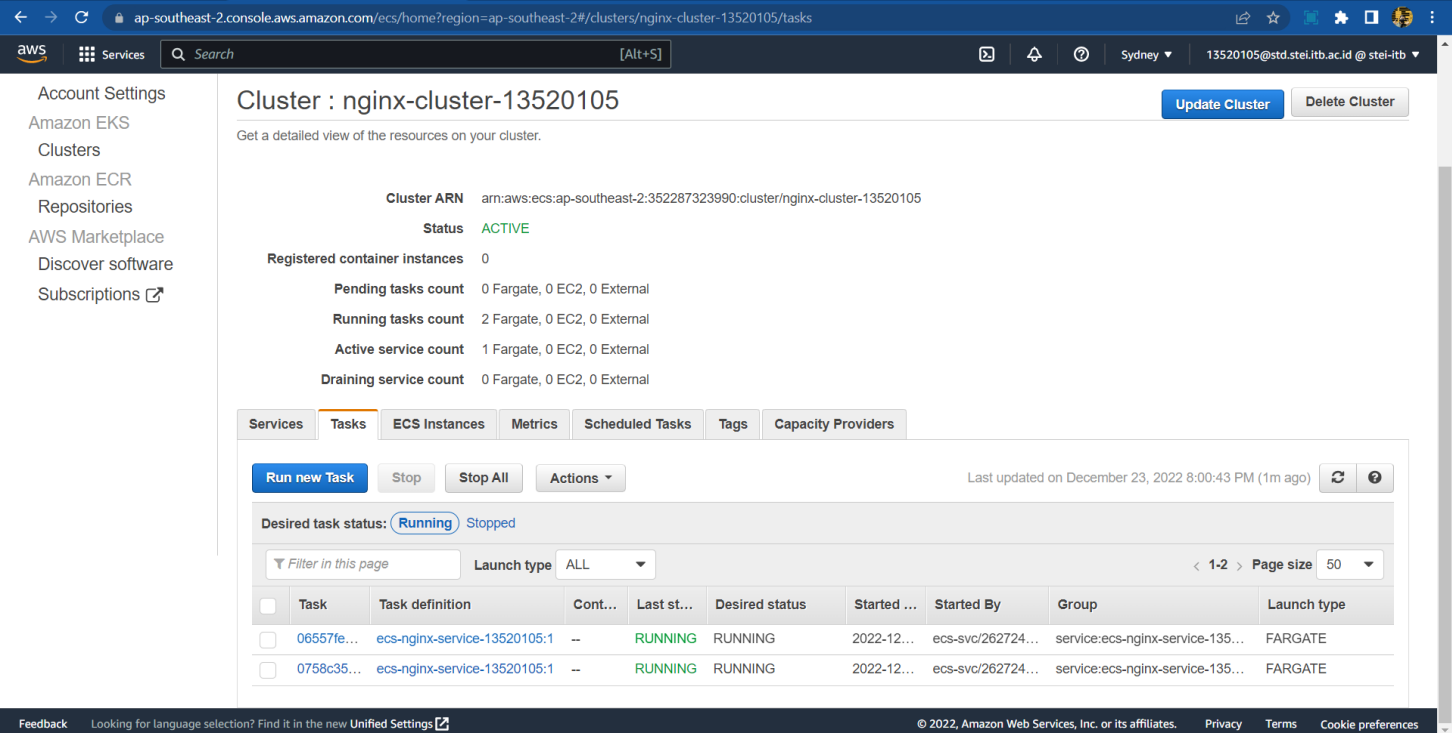 ap-southeast-2.console.aws.amazon.com/ecs/home?region=ap-southeast-2#/clusters/nginx-cluster-13520105/tasks
aws Services Search [Alt+S] Sydney 13520105@std.stei.itb.ac.id @ stei-itb
Account Settings
Amazon EKS
Clusters
Amazon ECR
Repositories
AWS Marketplace
Discover software
Subscriptions
Cluster : nginx-cluster-13520105
Update Cluster Delete Cluster
Get a detailed view of the resources on your cluster.
Cluster ARN arn:aws:ecs:ap-southeast-2:352287323990:cluster/nginx-cluster-13520105
Status ACTIVE
Registered container instances 0
Pending tasks count 0 Fargate, 0 EC2, 0 External
Running tasks count 2 Fargate, 0 EC2, 0 External
Active service count 1 Fargate, 0 EC2, 0 External
Draining service count 0 Fargate, 0 EC2, 0 External
Services Tasks ECS Instances Metrics Scheduled Tasks Tags Capacity Providers
Run new Task Stop Stop All Actions Last updated on December 23, 2022 8:00:43 PM (1m ago)
Desired task status: Running Stopped
Filter in this page Launch type ALL < 1-2 > Page size 50
Task Task definition Cont... Last st... Desired status Started ... Started By Group Launch type
06557fe... ecs-nginx-service-13520105:1 -- RUNNING RUNNING 2022-12... ecs-svc/262724... service:ecs-nginx-service-135... FARGATE
0758c35... ecs-nginx-service-13520105:1 -- RUNNING RUNNING 2022-12... ecs-svc/262724... service:ecs-nginx-service-135... FARGATE
Feedback Looking for language selection? Find it in the new Unified Settings © 2022, Amazon Web Services, Inc. or its affiliates. Privacy Terms Cookie preferences